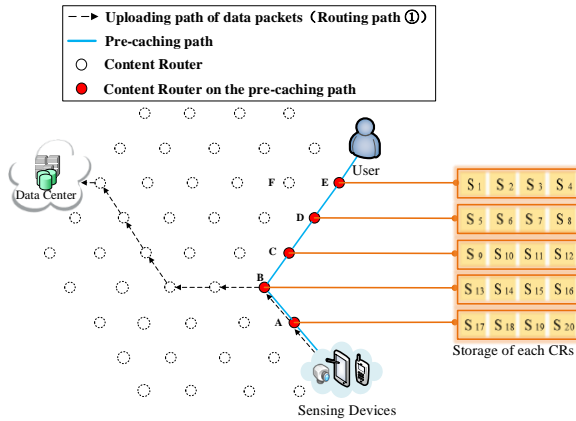 Uploading path of data packets（Routing path ①）
Pre-caching path
Content Router
Content Router on the pre-caching path
User
Data Center
F E
D
C
B
A
S1 S2 S3 S4
S5 S6 S7 S8
S9 S10 S11 S12
S13 S14 S15 S16
S17 S18 S19 S20
Storage of each CRs
Sensing Devices